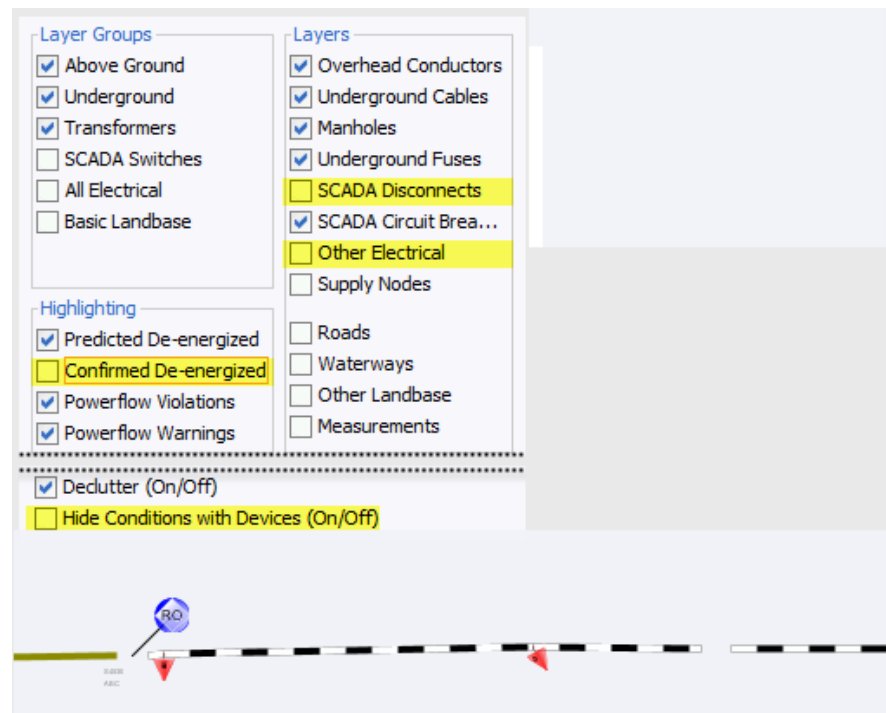 Layer Groups
Above Ground
Underground
Transformers
SCADA Switches
All Electrical
Basic Landbase
Layers
Overhead Conductors
Underground Cables
Manholes
Underground Fuses
SCADA Disconnects
SCADA Circuit Brea...
Other Electrical
Supply Nodes
Roads
Waterways
Other Landbase
Measurements
Highlighting
Predicted De-energized
Confirmed De-energized
Powerflow Violations
Powerflow Warnings
Declutter (On/Off)
Hide Conditions with Devices (On/Off)
RO
ABC